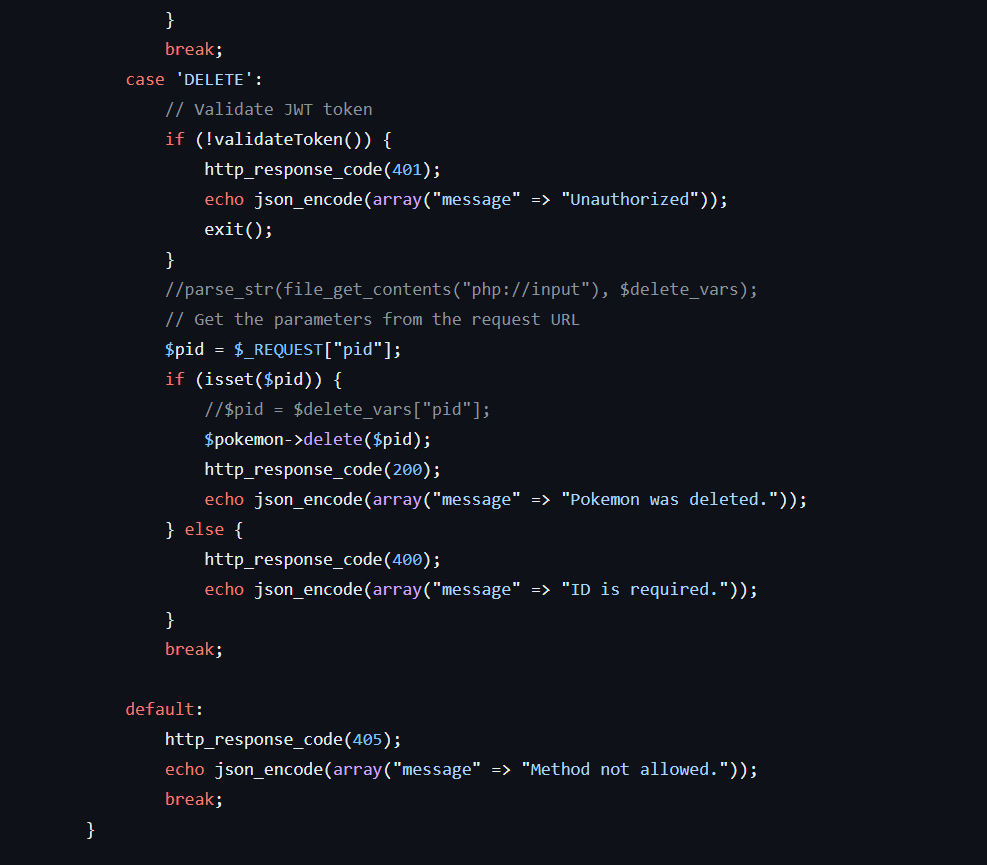 }
            break;
        case 'DELETE':
            // Validate JWT token
            if (!validateToken()) {
                http_response_code(401);
                echo json_encode(array("message" => "Unauthorized"));
                exit();
            }
            //parse_str(file_get_contents("php://input"), $delete_vars);
            // Get the parameters from the request URL
            $pid = $_REQUEST["pid"];
            if (isset($pid)) {
                //$pid = $delete_vars["pid"];
                $pokemon->delete($pid);
                http_response_code(200);
                echo json_encode(array("message" => "Pokemon was deleted."));
            } else {
                http_response_code(400);
                echo json_encode(array("message" => "ID is required."));
            }
            break;

        default:
            http_response_code(405);
            echo json_encode(array("message" => "Method not allowed."));
            break;
    }